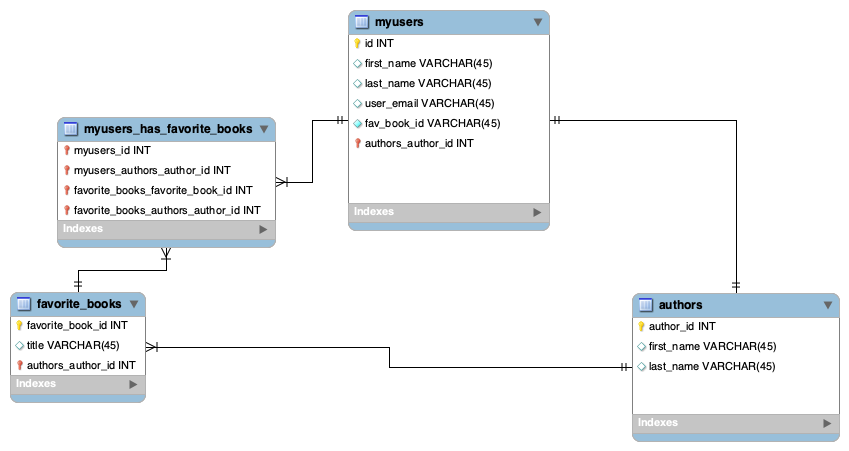 myusers
id INT
first_name VARCHAR(45)
last_name VARCHAR(45)
user_email VARCHAR(45)
fav_book_id VARCHAR(45)
authors_author_id INT
Indexes
myusers_has_favorite_books
myusers_id INT
myusers_authors_author_id INT
favorite_books_favorite_book_id INT
favorite_books_authors_author_id INT
Indexes
favorite_books
favorite_book_id INT
title VARCHAR(45)
authors_author_id INT
Indexes
authors
author_id INT
first_name VARCHAR(45)
last_name VARCHAR(45)
Indexes